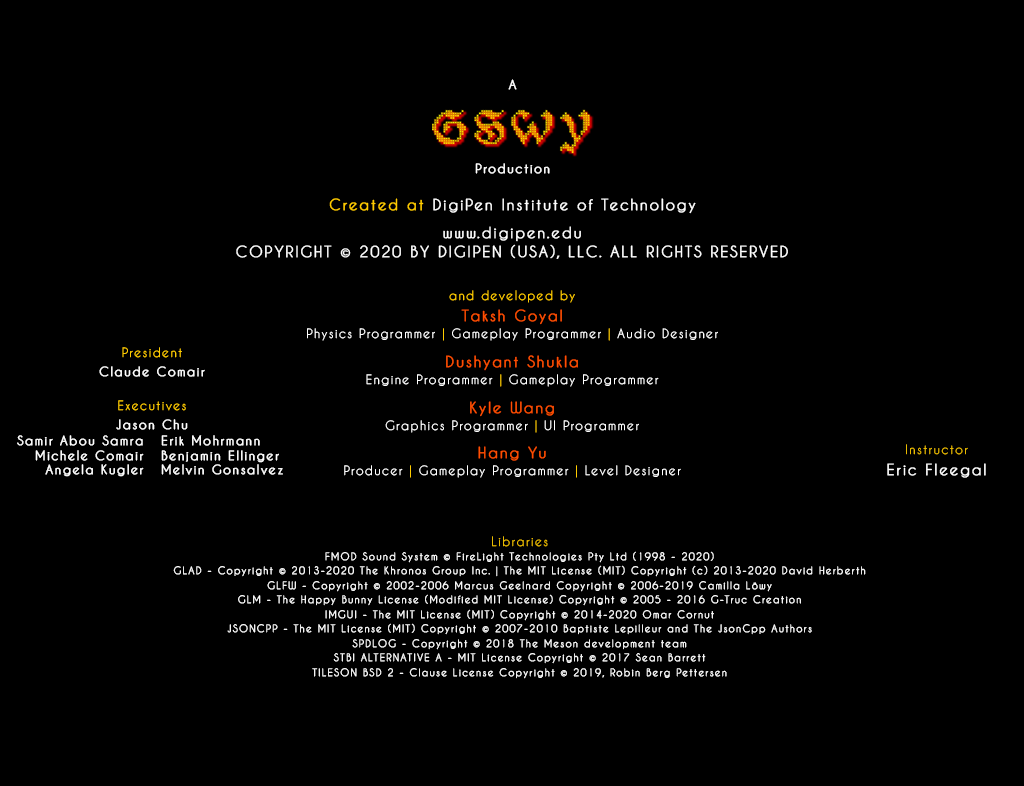 A
GSWY
Production
Created at DigiPen Institute of Technology
www.digipen.edu
COPYRIGHT © 2020 BY DIGIPEN (USA), LLC. ALL RIGHTS RESERVED
and developed by
Taksh Goyal
Physics Programmer | Gameplay Programmer | Audio Designer
Dushyant Shukla
Engine Programmer | Gameplay Programmer
Kyle Wang
Graphics Programmer | UI Programmer
Hang Yu
Producer | Gameplay Programmer | Level Designer
President
Claude Comair
Executives
Jason Chu
Samir Abou Samra Erik Mohrmann
Michele Comair Benjamin Ellinger
Angela Kugler Melvin Gonsalvez
Instructor
Eric Fleegal
Libraries
FMOD Sound System © FireLight Technologies Pty Ltd (1998 - 2020)
GLAD - Copyright © 2013-2020 The Khronos Group Inc. | The MIT License (MIT) Copyright (c) 2013-2020 David Herberth
GLFW - Copyright © 2002-2006 Marcus Geelnard Copyright © 2006-2019 Camilla Löwy
GLM - The Happy Bunny License (Modified MIT License) Copyright © 2005 - 2016 G-Truc Creation
IMGUI - The MIT License (MIT) Copyright © 2014-2020 Omar Cornut
JSONCPP - The MIT License (MIT) Copyright © 2007-2010 Baptiste Lepilleur and The JsonCpp Authors
SPDLOG - Copyright © 2018 The Meson development team
STBI ALTERNATIVE A - MIT License Copyright © 2017 Sean Barrett
TILESON BSD 2 - Clause License Copyright © 2019, Robin Berg Pettersen